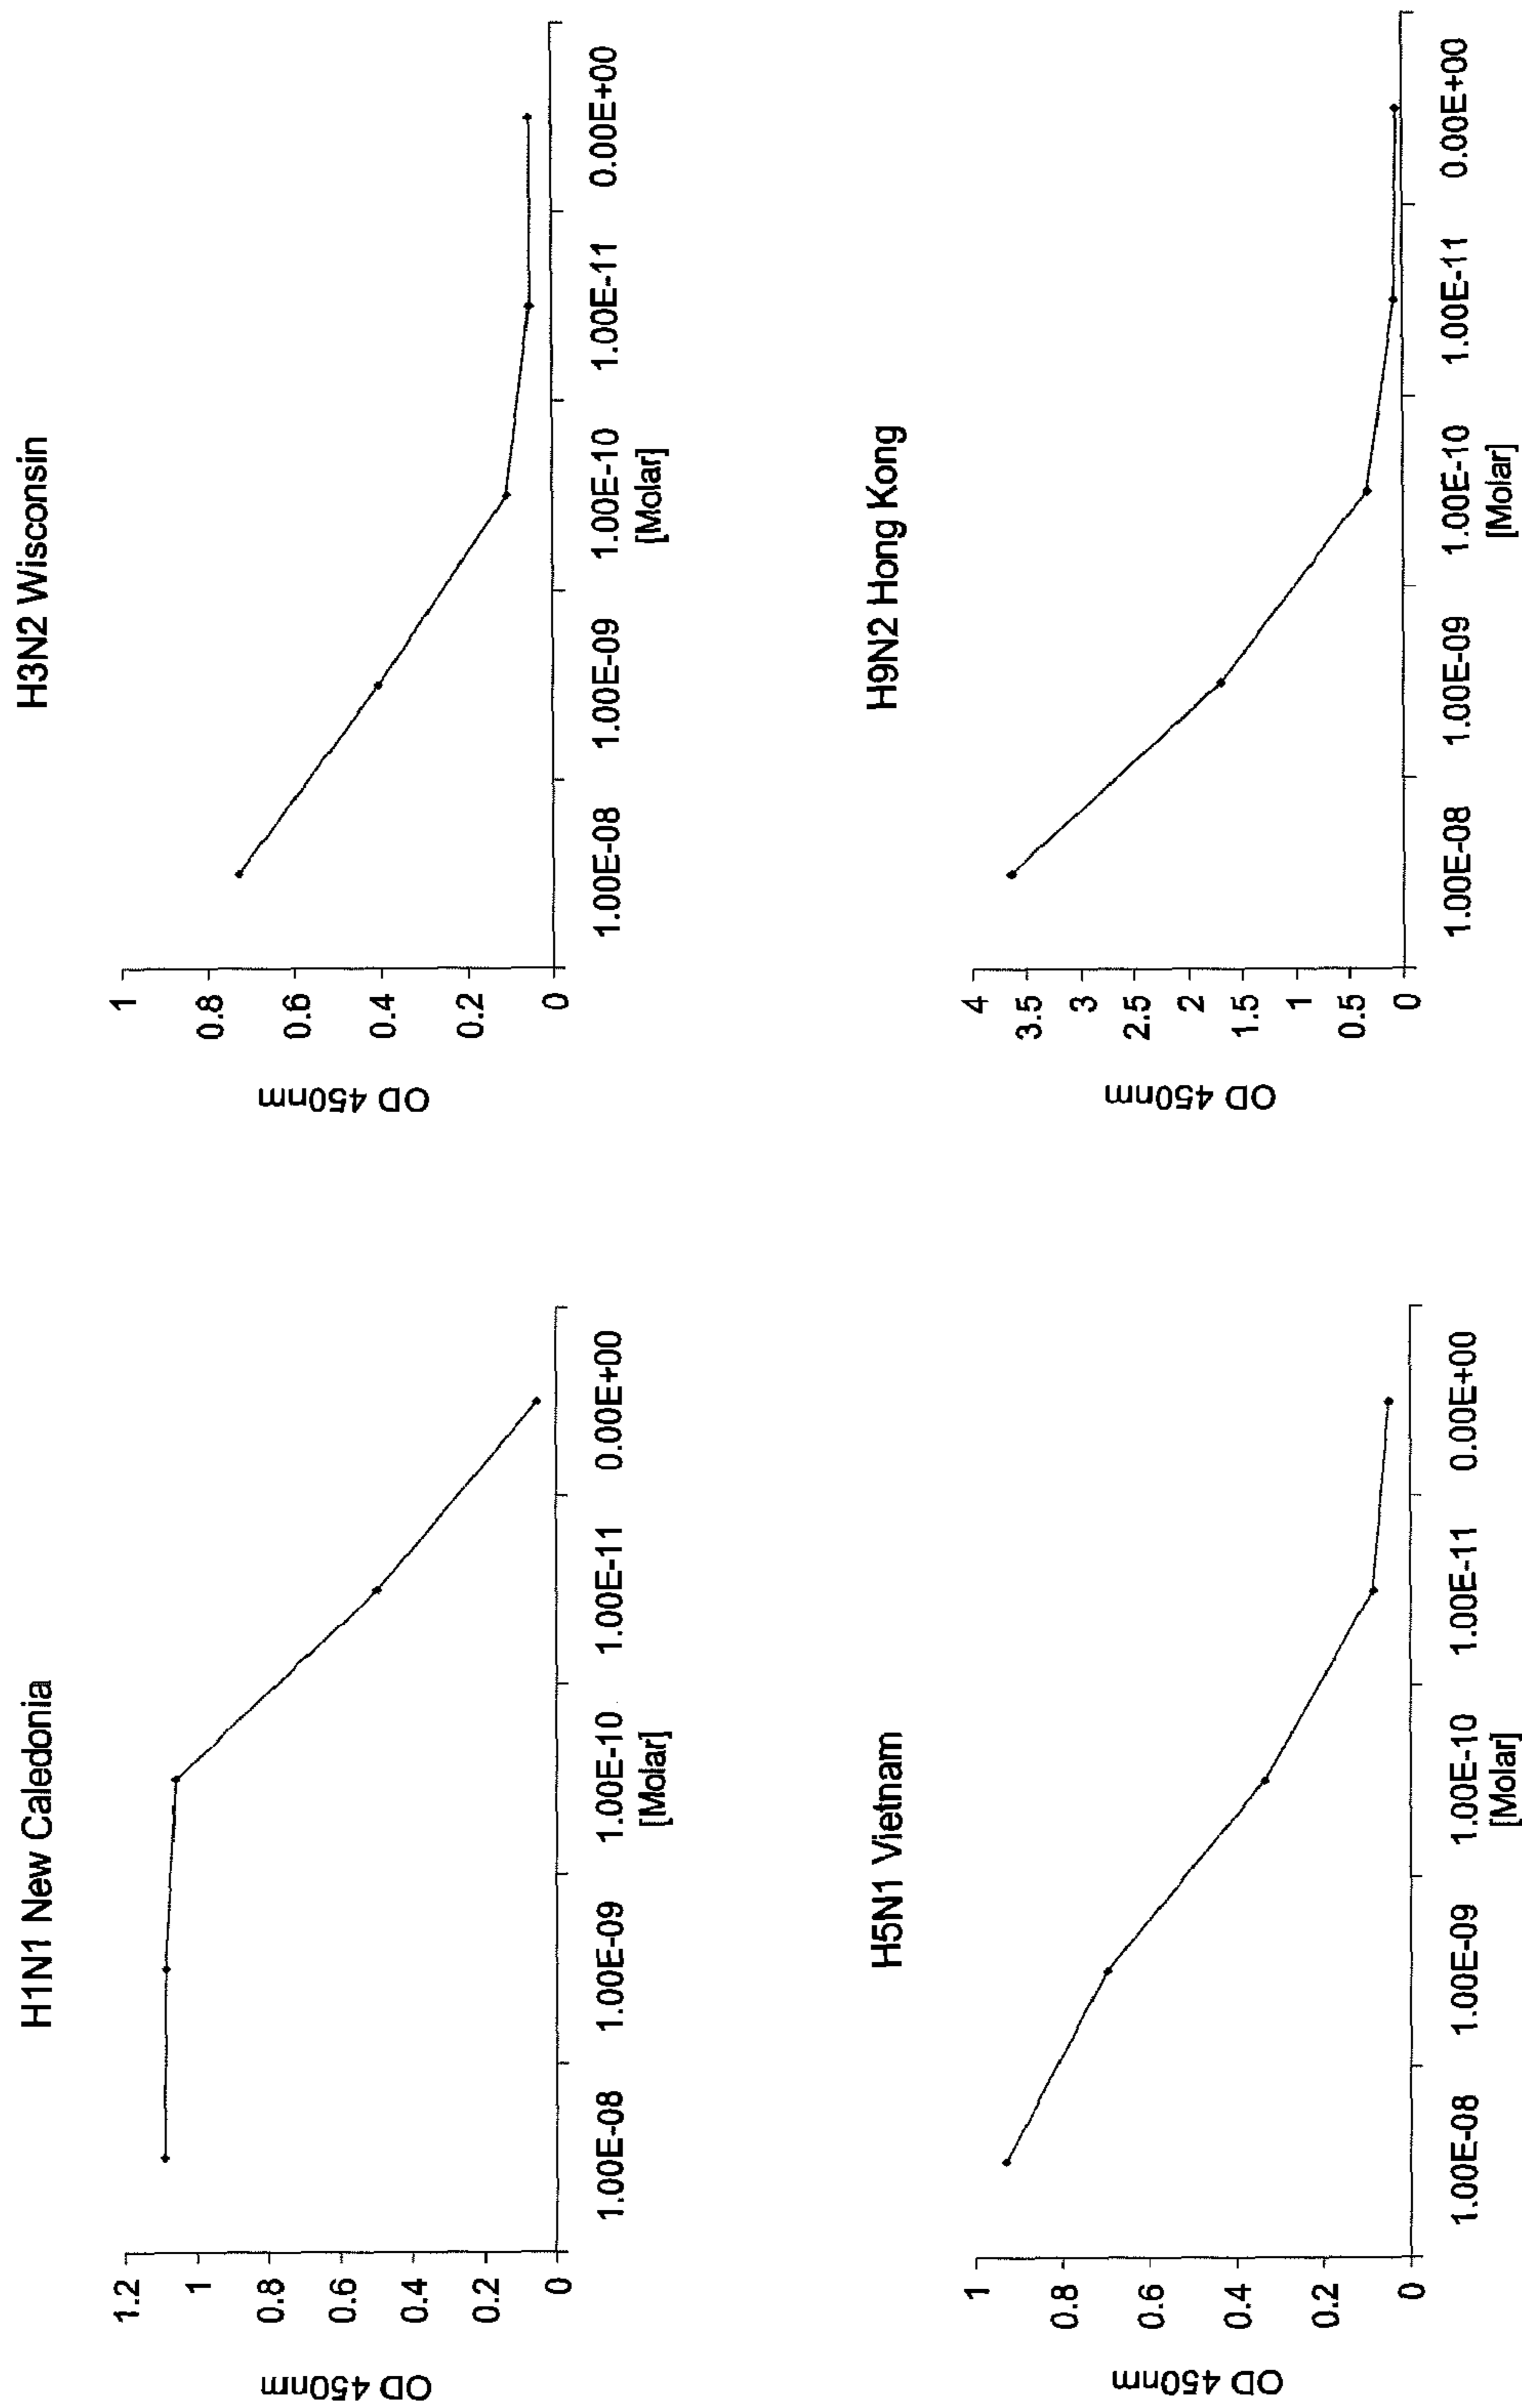 H1N1 New Caledonia
OD 450nm
1.2
1
0.8
0.6
0.4
0.2
0
1.00E-08 1.00E-09 1.00E-10 1.00E-11 0.00E+00
[Molar]
H3N2 Wisconsin
OD 450nm
1
0.8
0.6
0.4
0.2
0
1.00E-08 1.00E-09 1.00E-10 1.00E-11 0.00E+00
[Molar]
H5N1 Vietnam
OD 450nm
1
0.8
0.6
0.4
0.2
0
1.00E-08 1.00E-09 1.00E-10 1.00E-11 0.00E+00
[Molar]
H9N2 Hong Kong
OD 450nm
4
3.5
3
2.5
2
1.5
1
0.5
0
1.00E-08 1.00E-09 1.00E-10 1.00E-11 0.00E+00
[Molar]